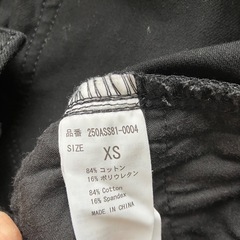 品番 250ASS81-0004
SIZE XS
84% コットン
16% ポリウレタン
84% Cotton
16% Spandex
MADE IN CHINA